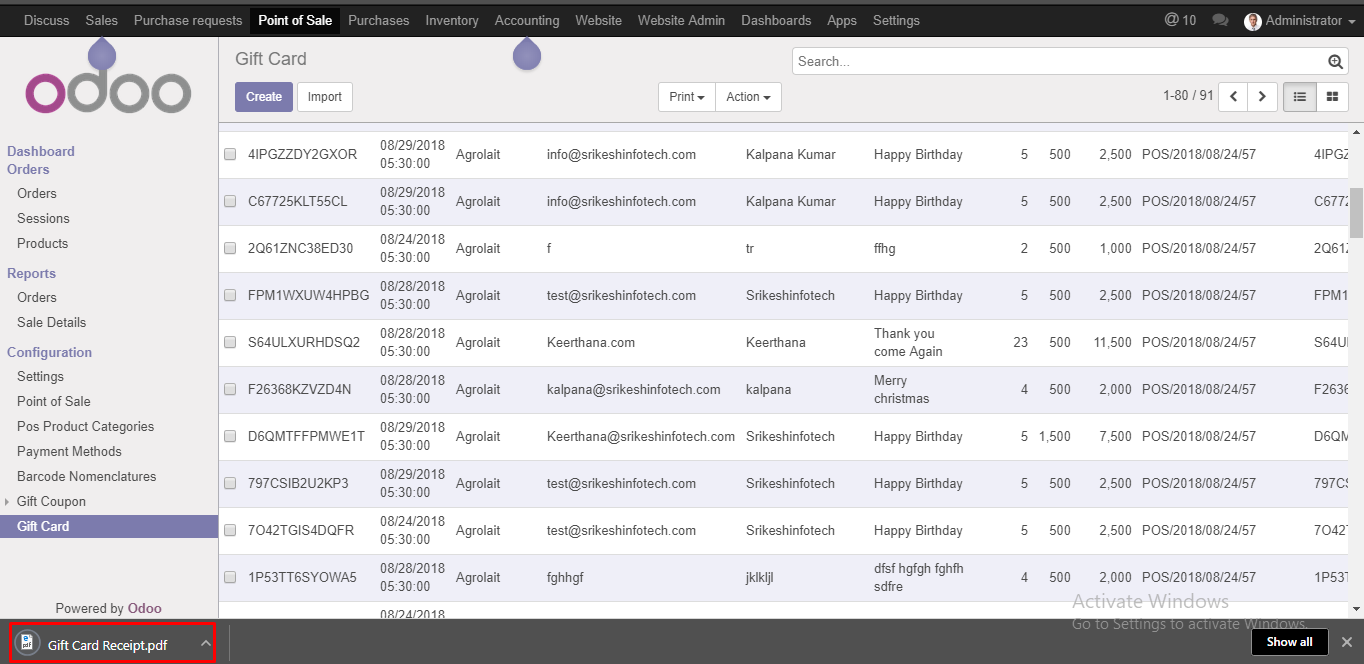 Discuss Sales Purchase requests Point of Sale Purchases Inventory Accounting Website Website Admin Dashboards Apps Settings @ 10 Administrator
odoo
Dashboard
Orders
Orders
Sessions
Products
Reports
Orders
Sale Details
Configuration
Settings
Point of Sale
Pos Product Categories
Payment Methods
Barcode Nomenclatures
Gift Coupon
Gift Card
Powered by Odoo
Gift Card
Search...
Create Import Print Action 1-80 / 91
4IPGZZDY2GXOR 08/29/2018 05:30:00 Agrolait info@srikeshinfotech.com Kalpana Kumar Happy Birthday 5 500 2,500 POS/2018/08/24/57 4IPGZ
C67725KLT55CL 08/29/2018 05:30:00 Agrolait info@srikeshinfotech.com Kalpana Kumar Happy Birthday 5 500 2,500 POS/2018/08/24/57 C6772
2Q61ZNC38ED30 08/24/2018 05:30:00 Agrolait f tr ffhg 2 500 1,000 POS/2018/08/24/57 2Q61Z
FPM1WXUW4HPBG 08/28/2018 05:30:00 Agrolait test@srikeshinfotech.com Srikeshinfotech Happy Birthday 5 500 2,500 POS/2018/08/24/57 FPM1
S64ULXURHDSQ2 08/28/2018 05:30:00 Agrolait Keerthana.com Keerthana Thank you come Again 23 500 11,500 POS/2018/08/24/57 S64UL
F26368KZVZD4N 08/28/2018 05:30:00 Agrolait kalpana@srikeshinfotech.com kalpana Merry christmas 4 500 2,000 POS/2018/08/24/57 F2636
D6QMTFFPMWE1T 08/29/2018 05:30:00 Agrolait Keerthana@srikeshinfotech.com Srikeshinfotech Happy Birthday 5 1,500 7,500 POS/2018/08/24/57 D6QM
797CSIB2U2KP3 08/29/2018 05:30:00 Agrolait test@srikeshinfotech.com Srikeshinfotech Happy Birthday 5 500 2,500 POS/2018/08/24/57 797CS
7O42TGIS4DQFR 08/24/2018 05:30:00 Agrolait test@srikeshinfotech.com Srikeshinfotech Happy Birthday 5 500 2,500 POS/2018/08/24/57 7O42
1P53TT6SYOWA5 08/28/2018 05:30:00 Agrolait fghhgf jklkljl dfsf hgfgh fghfh sdfre 4 500 2,000 POS/2018/08/24/57 1P53T
08/24/2018
Activate Windows
Go to Settings to activate Windows.
Gift Card Receipt.pdf Show all